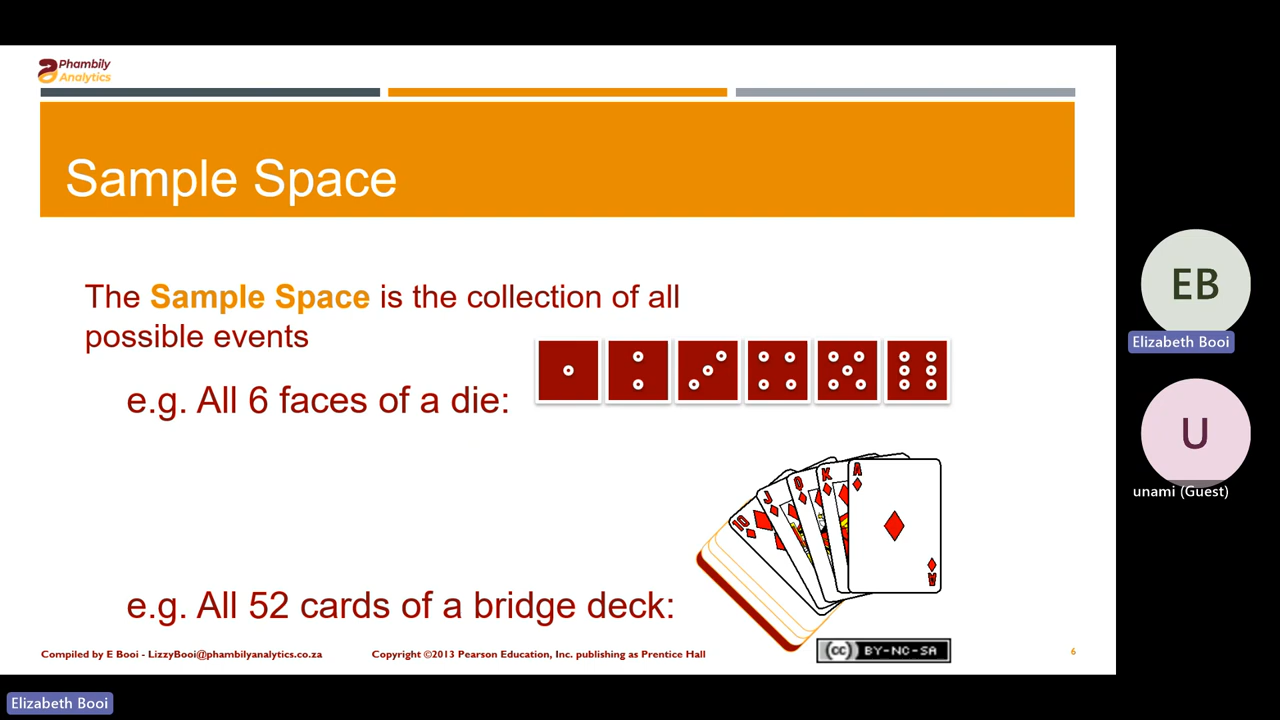 Phambily
Analytics
Sample Space
The Sample Space is the collection of all
possible events
e.g. All 6 faces of a die:
10
J
Q
K
A
A
e.g. All 52 cards of a bridge deck:
Compiled by E Booi - LizzyBooi@phambilyanalytics.co.za
Copyright ©2013 Pearson Education, Inc. publishing as Prentice Hall
cc BY-NC-SA
6
EB
Elizabeth Booi
U
unami (Guest)
Elizabeth Booi